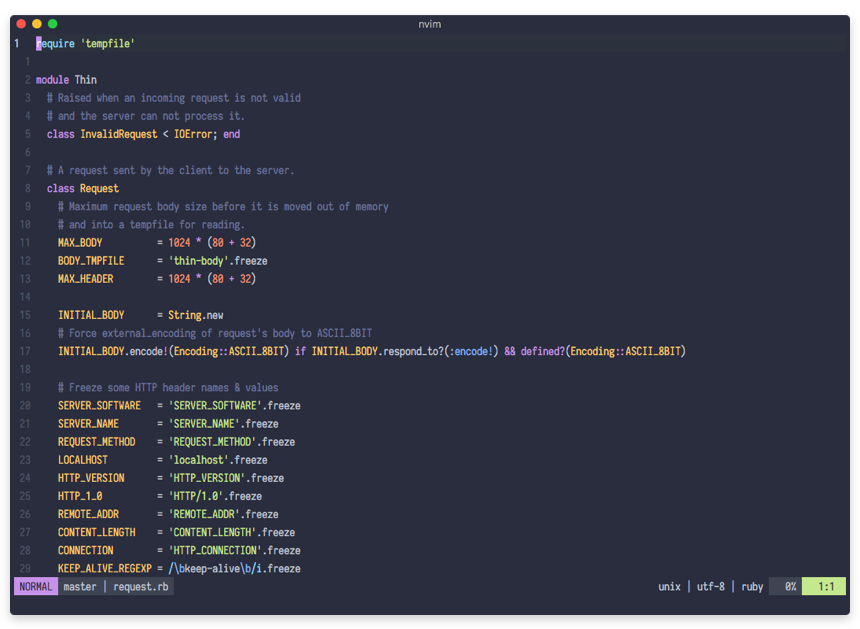 nvim
1 require 'tempfile'
1
2 module Thin
3 # Raised when an incoming request is not valid
4 # and the server can not process it.
5 class InvalidRequest < IOError; end
6
7 # A request sent by the client to the server.
8 class Request
9 # Maximum request body size before it is moved out of memory
10 # and into a tempfile for reading.
11 MAX_BODY = 1024 * (80 + 32)
12 BODY_TMPFILE = 'thin-body'.freeze
13 MAX_HEADER = 1024 * (80 + 32)
14
15 INITIAL_BODY = String.new
16 # Force external_encoding of request's body to ASCII_8BIT
17 INITIAL_BODY.encode!(Encoding::ASCII_8BIT) if INITIAL_BODY.respond_to?(:encode!) && defined?(Encoding::ASCII_8BIT)
18
19 # Freeze some HTTP header names & values
20 SERVER_SOFTWARE = 'SERVER_SOFTWARE'.freeze
21 SERVER_NAME = 'SERVER_NAME'.freeze
22 REQUEST_METHOD = 'REQUEST_METHOD'.freeze
23 LOCALHOST = 'localhost'.freeze
24 HTTP_VERSION = 'HTTP_VERSION'.freeze
25 HTTP_1_0 = 'HTTP/1.0'.freeze
26 REMOTE_ADDR = 'REMOTE_ADDR'.freeze
27 CONTENT_LENGTH = 'CONTENT_LENGTH'.freeze
28 CONNECTION = 'HTTP_CONNECTION'.freeze
29 KEEP_ALIVE_REGEXP = /\bkeep-alive\b/i.freeze
NORMAL master | request.rb unix | utf-8 | ruby 0% 1:1